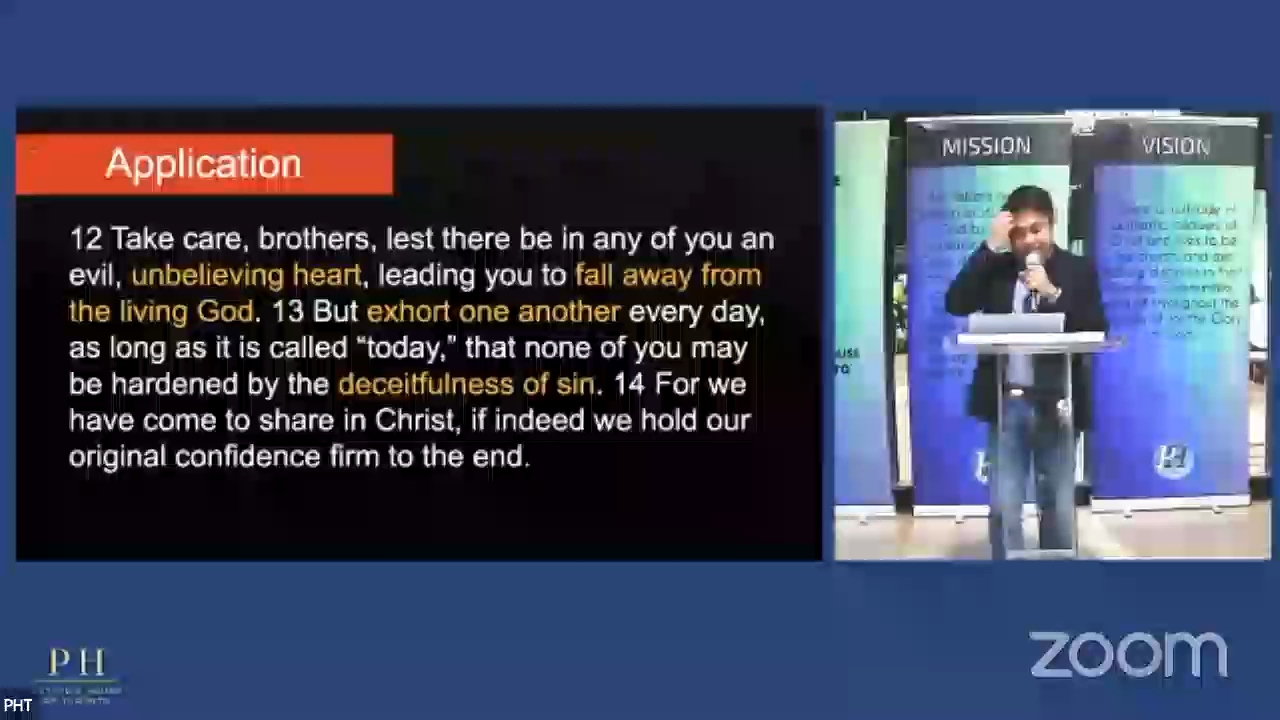 Application
12 Take care, brothers, lest there be in any of you an
evil, unbelieving heart, leading you to fall away from
the living God. 13 But exhort one another every day,
as long as it is called “today,” that none of you may
be hardened by the deceitfulness of sin. 14 For we
have come to share in Christ, if indeed we hold our
original confidence firm to the end.
MISSION
VISION
PH
PHT
zoom